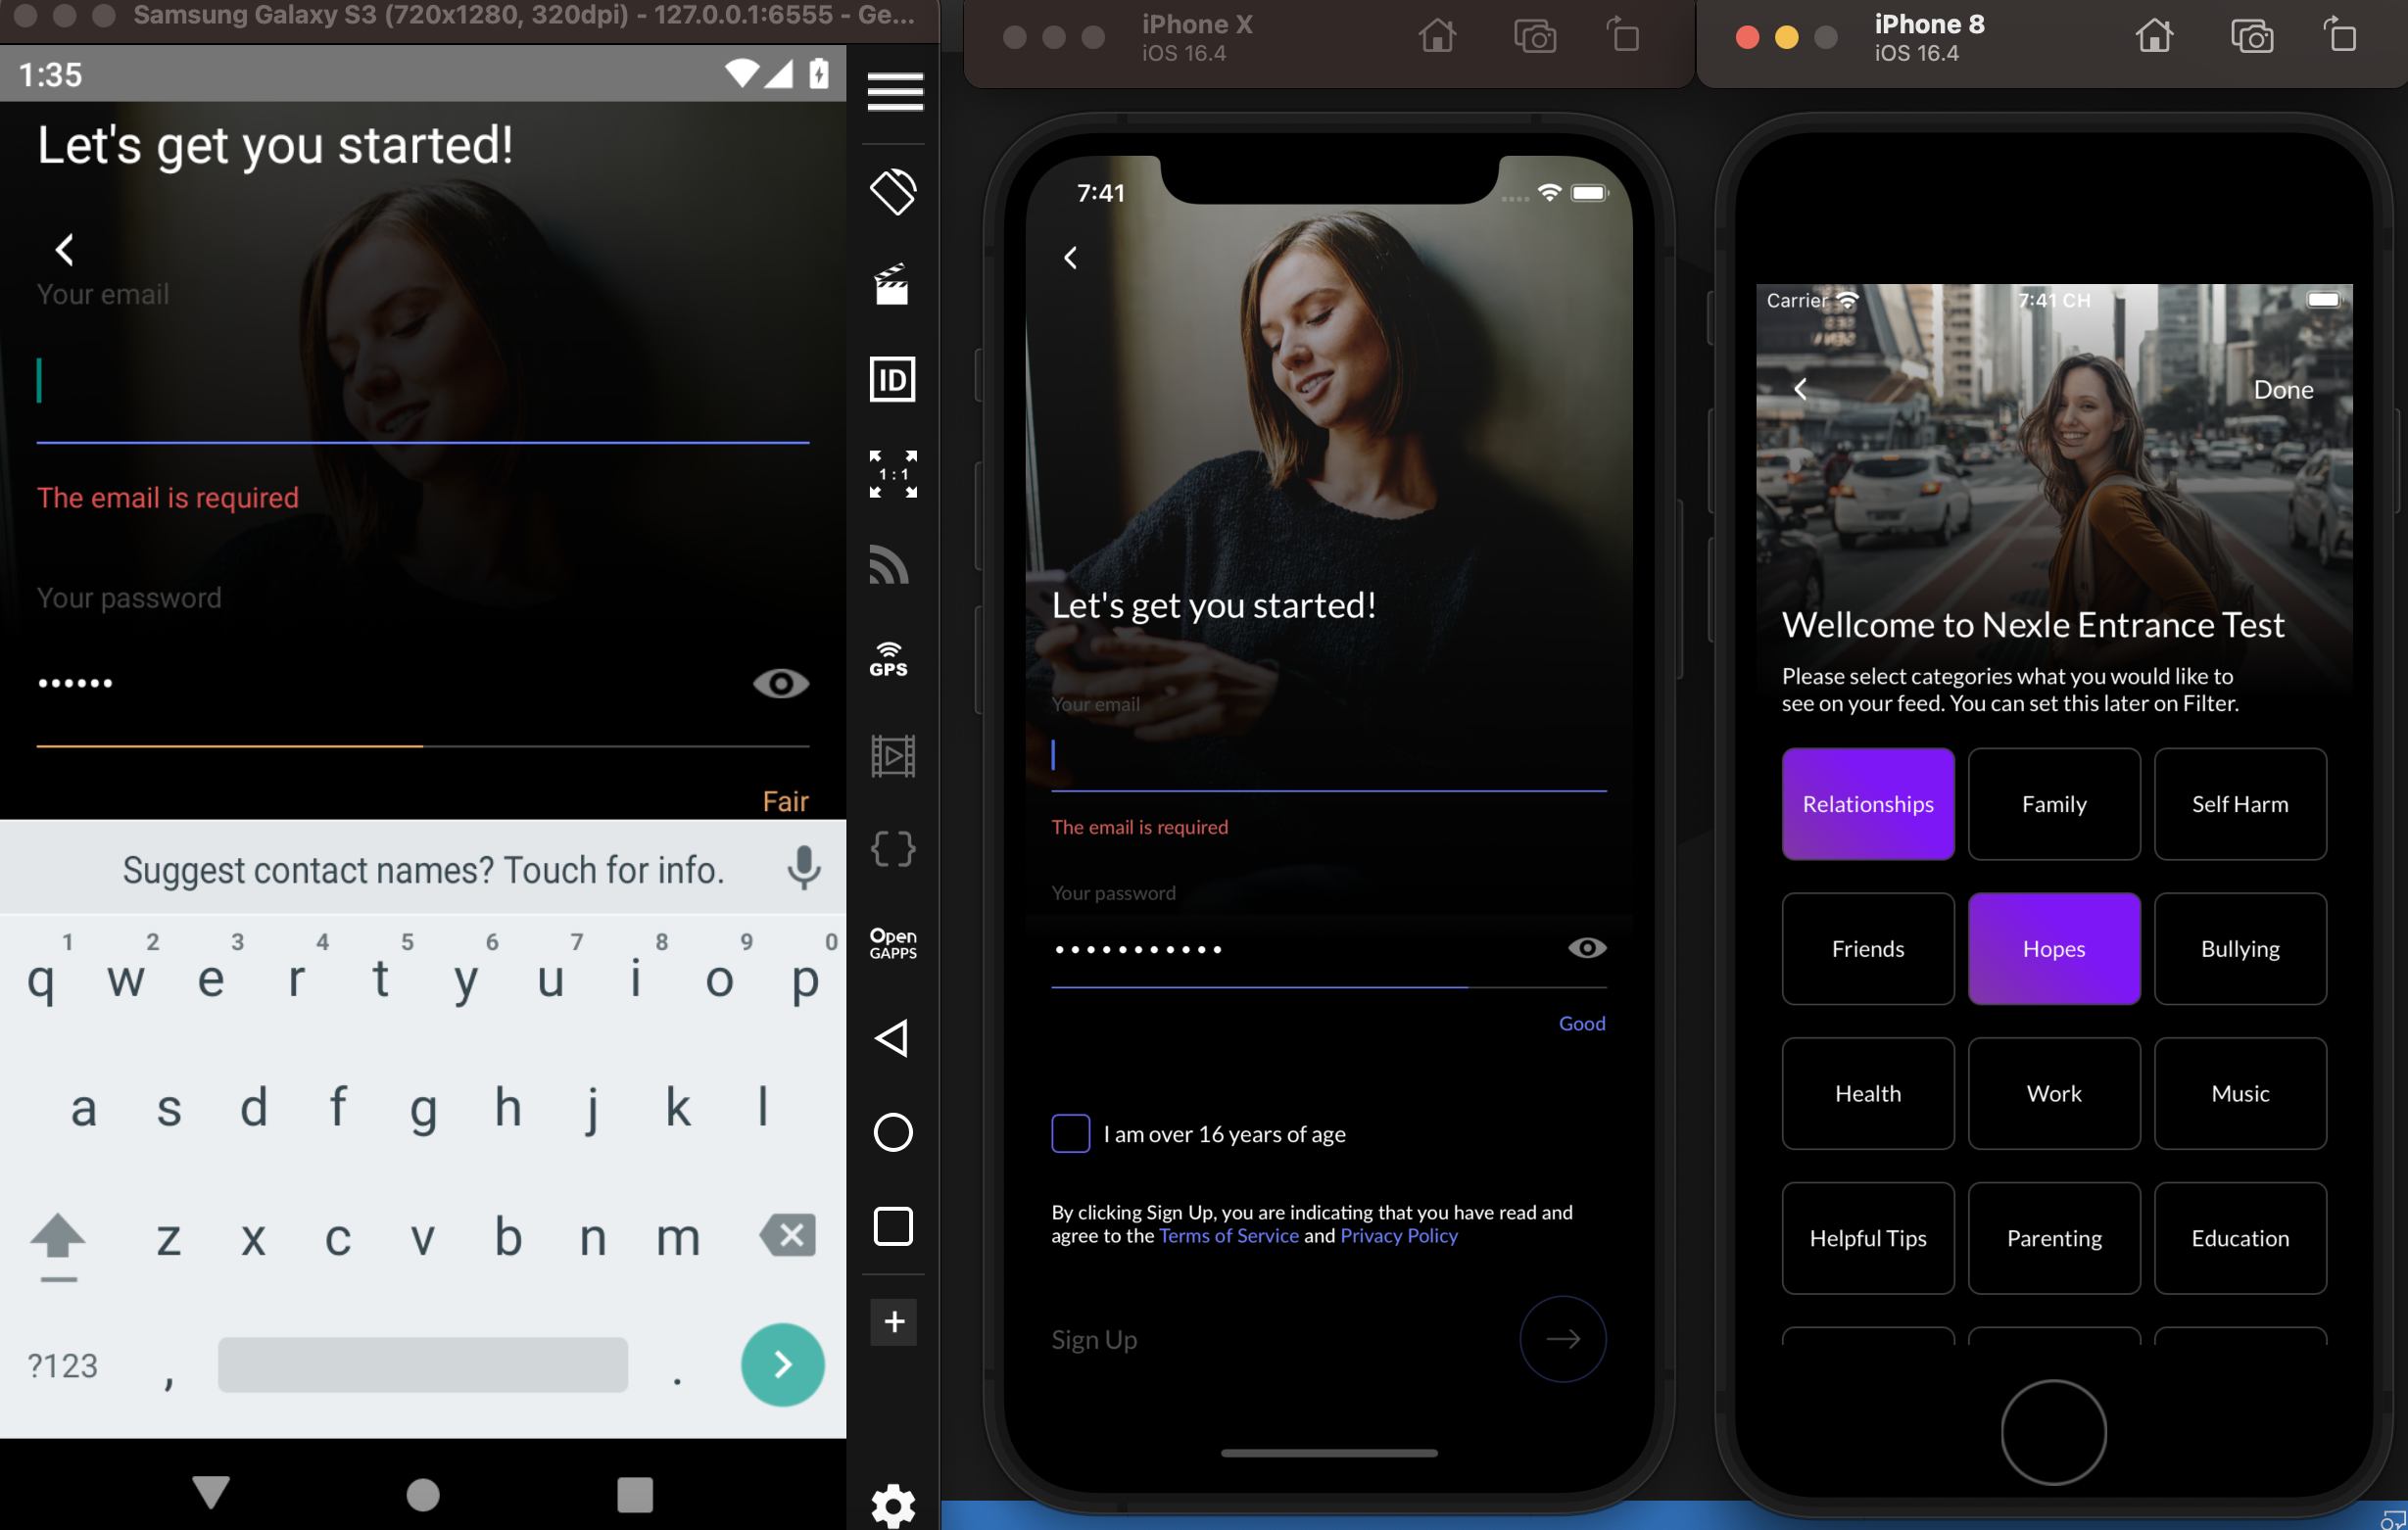 Samsung Galaxy S3 (720x1280, 320dpi) - 127.0.0.1:6555 - Ge...
1:35
Let's get you started!
Your email
The email is required
Your password
••••••
Fair
Suggest contact names? Touch for info.
1 2 3 4 5 6 7 8 9 0
q w e r t y u i o p
a s d f g h j k l
z x c v b n m
?123 , .
ID
1:1
GPS
{}
Open
GAPPS
+
iPhone X
iOS 16.4
7:41
Let's get you started!
Your email
The email is required
Your password
•••••••••••
Good
I am over 16 years of age
By clicking Sign Up, you are indicating that you have read and
agree to the Terms of Service and Privacy Policy
Sign Up
iPhone 8
iOS 16.4
Carrier 7:41 CH
Done
Wellcome to Nexle Entrance Test
Please select categories what you would like to
see on your feed. You can set this later on Filter.
Relationships Family Self Harm
Friends Hopes Bullying
Health Work Music
Helpful Tips Parenting Education